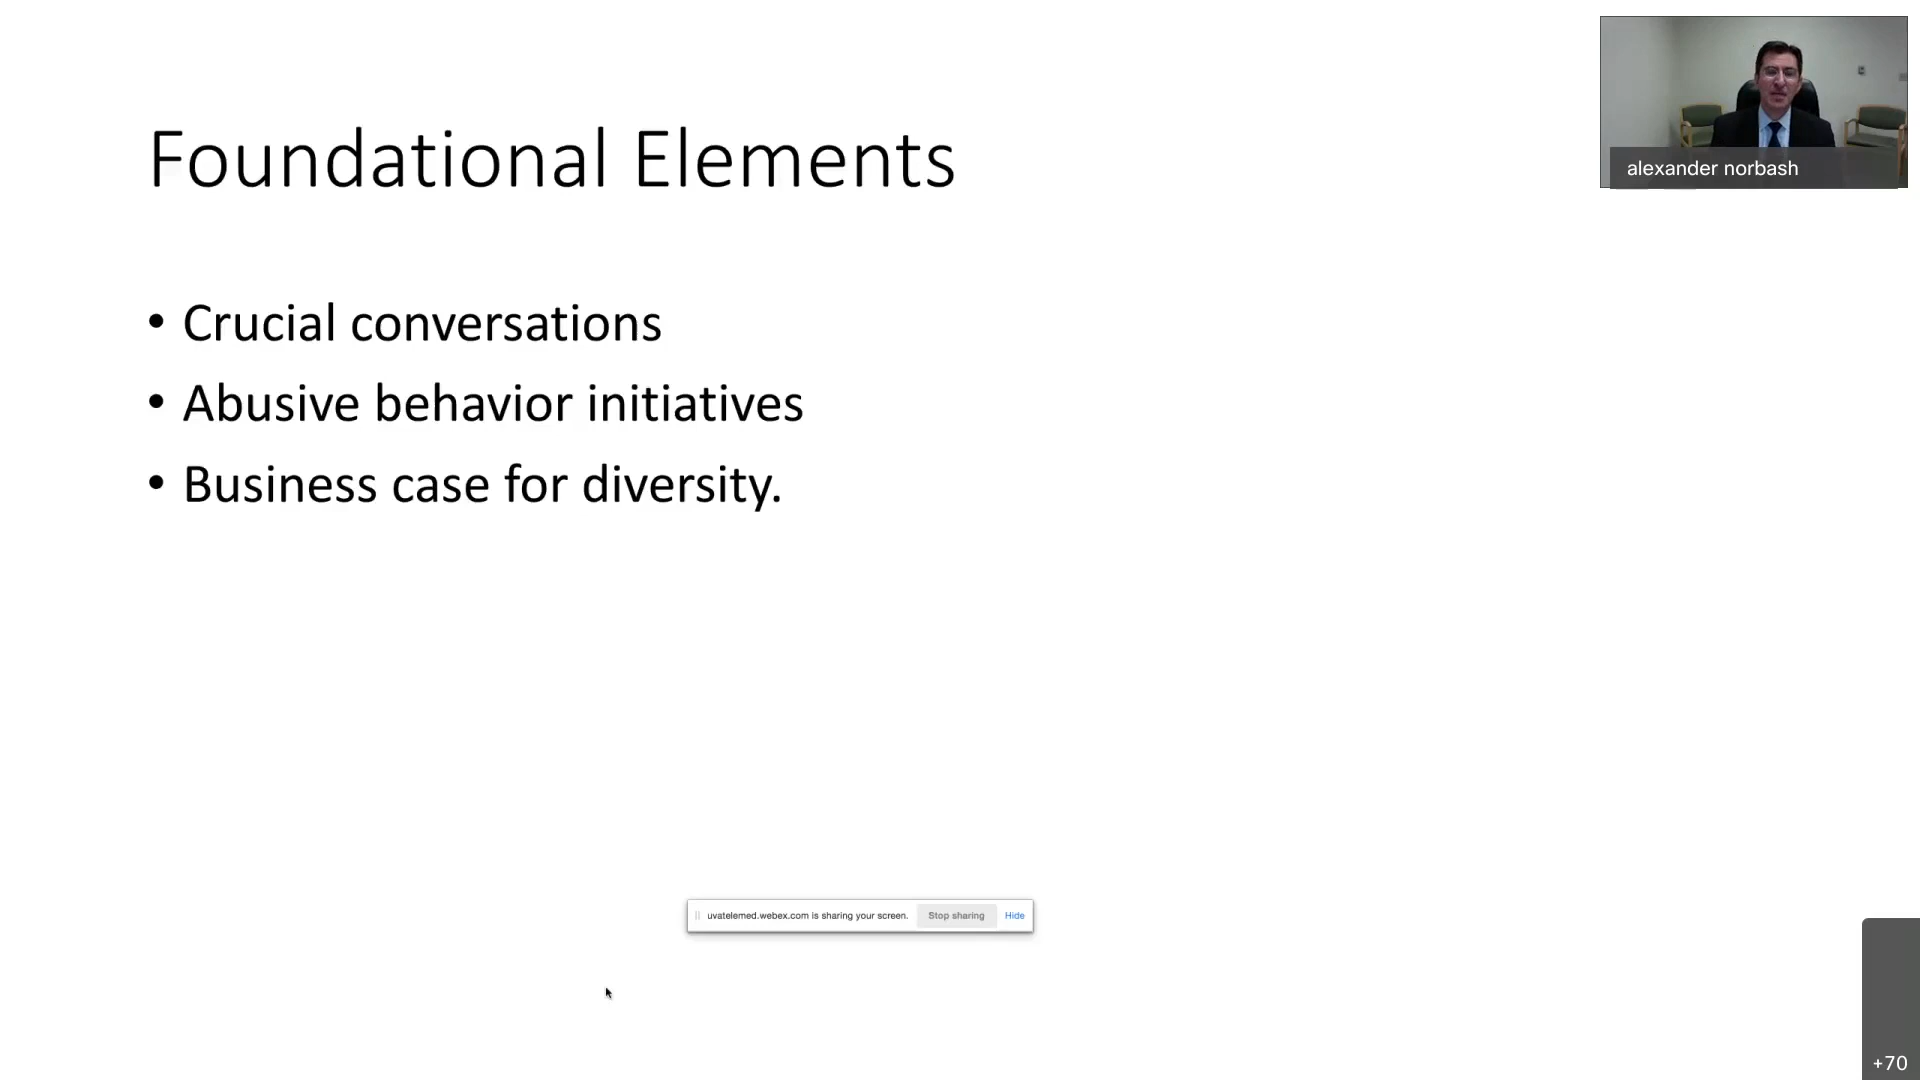 Foundational Elements
alexander norbash
• Crucial conversations
• Abusive behavior initiatives
• Business case for diversity.
uvatelemed.webex.com is sharing your screen. Stop sharing Hide
+70